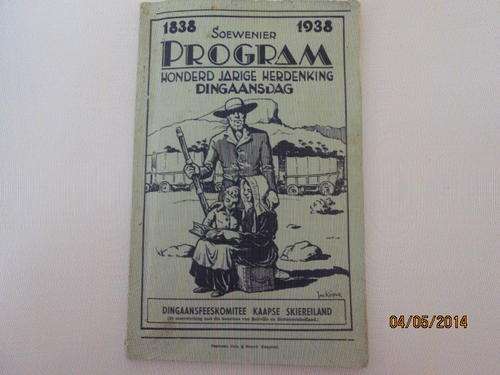 1838 1938
SOEWENIER
PROGRAM
HONDERD JARIGE HERDENKING
DINGAANSDAG
DINGAANSFEESKOMITEE KAAPSE SKIEREILAND
04/05/2014